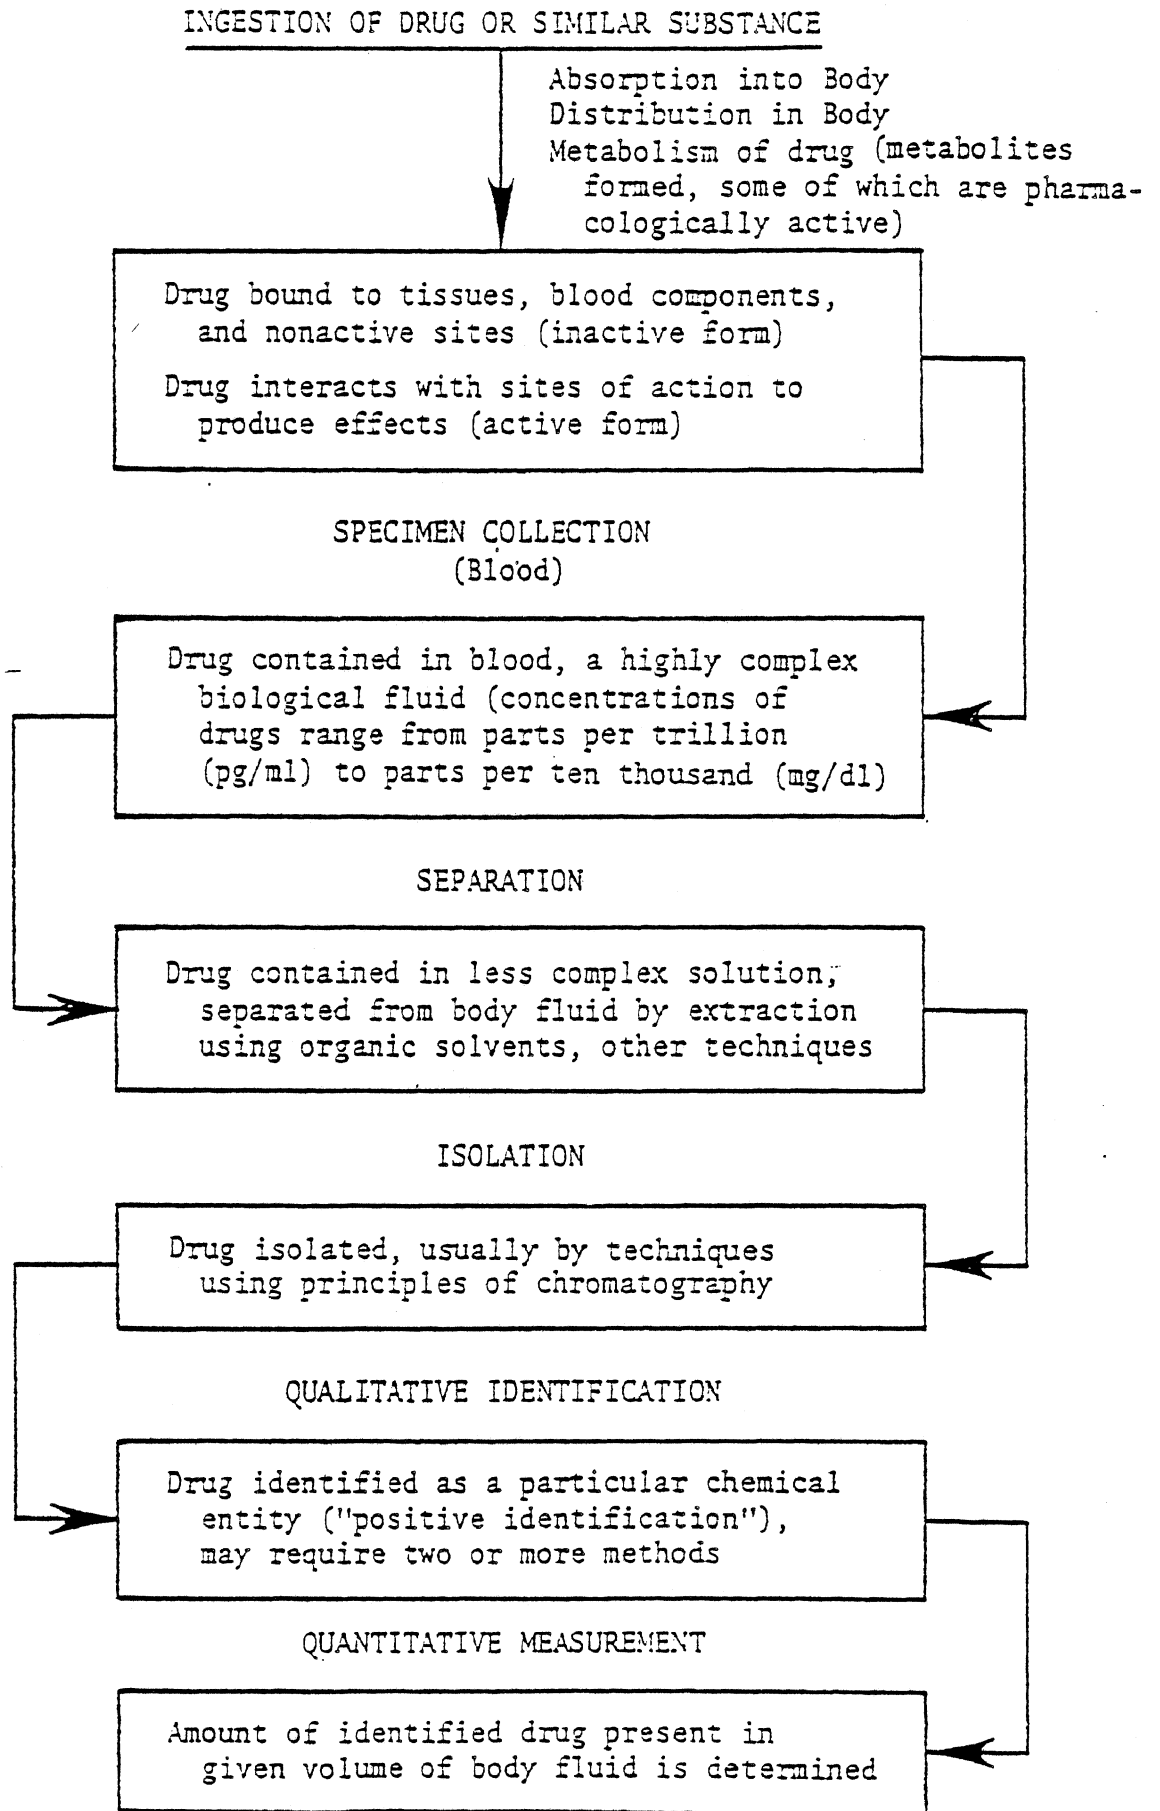 INGESTION OF DRUG OR SIMILAR SUBSTANCE
Absorption into Body
Distribution in Body
Metabolism of drug (metabolites
formed, some of which are pharma-
cologically active)
Drug bound to tissues, blood components,
and nonactive sites (inactive form)
Drug interacts with sites of action to
produce effects (active form)
SPECIMEN COLLECTION
(Blood)
Drug contained in blood, a highly complex
biological fluid (concentrations of
drugs range from parts per trillion
(pg/ml) to parts per ten thousand (mg/dl)
SEPARATION
Drug contained in less complex solution,
separated from body fluid by extraction
using organic solvents, other techniques
ISOLATION
Drug isolated, usually by techniques
using principles of chromatography
QUALITATIVE IDENTIFICATION
Drug identified as a particular chemical
entity ("positive identification"),
may require two or more methods
QUANTITATIVE MEASUREMENT
Amount of identified drug present in
given volume of body fluid is determined